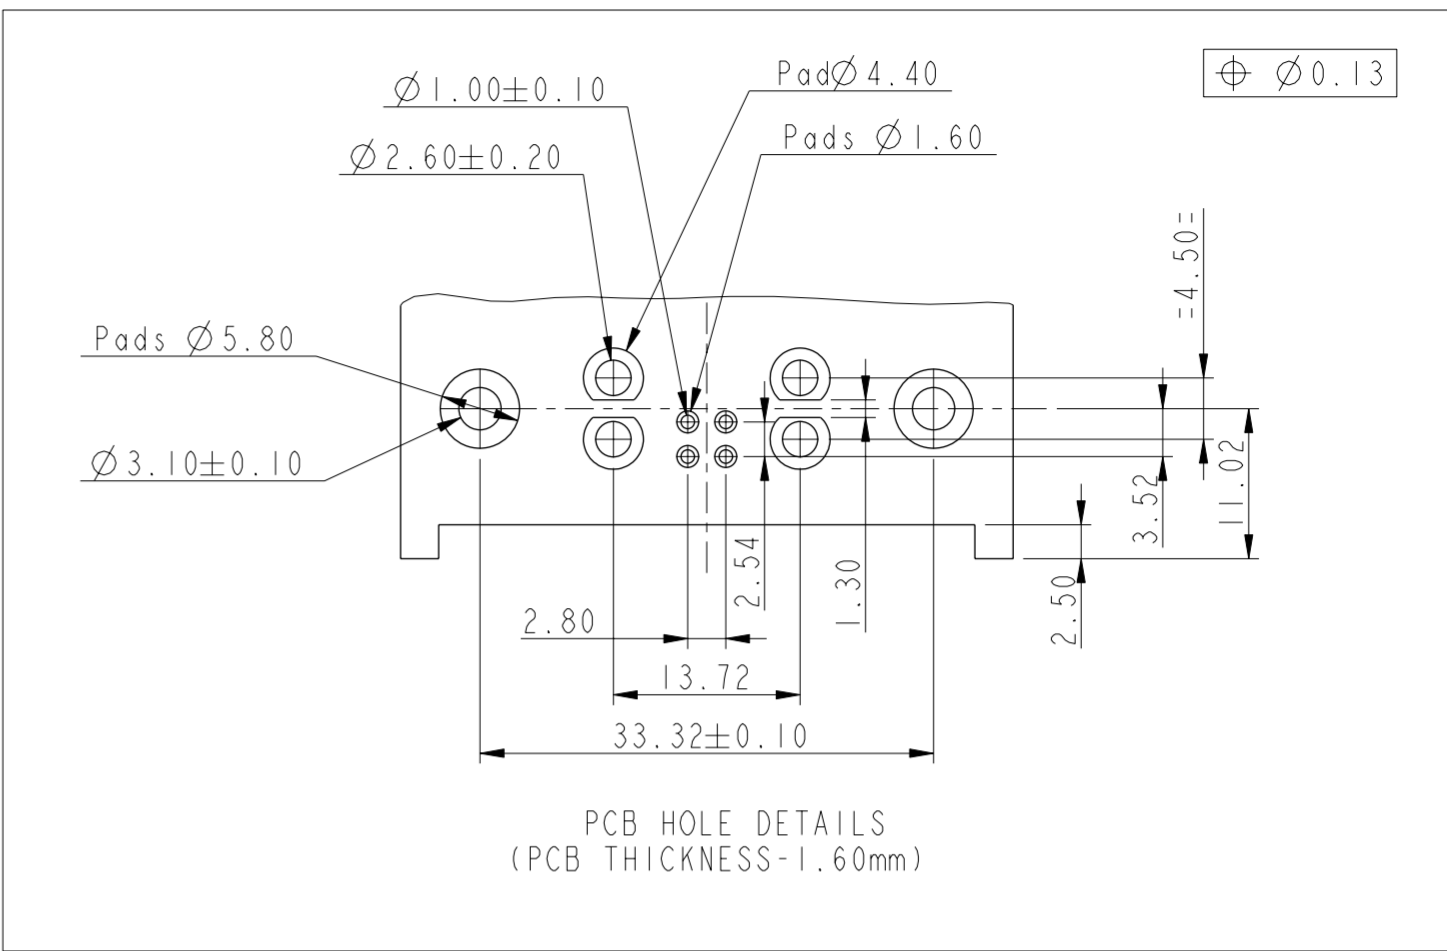 Ø1.00±0.10
PadØ4.40
⌖ Ø0.13
Ø2.60±0.20
Pads Ø1.60
=4.50=
Pads Ø5.80
Ø3.10±0.10
11.02
3.52
2.54
1.30
2.50
2.80
13.72
33.32±0.10
PCB HOLE DETAILS
(PCB THICKNESS-1.60mm)